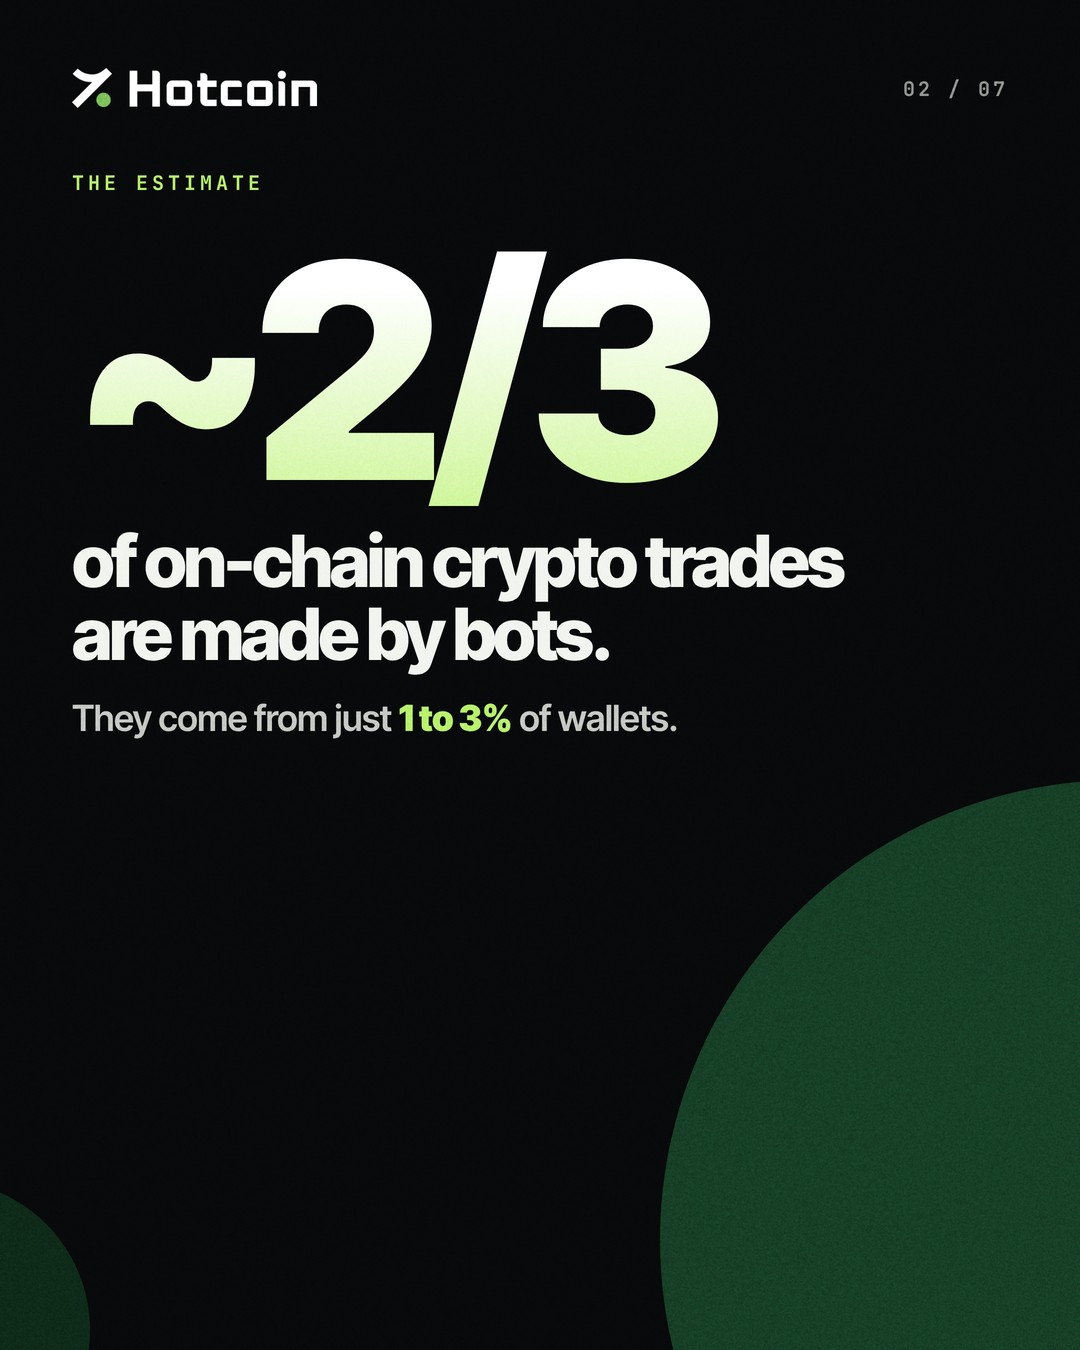 Hotcoin
02 / 07
THE ESTIMATE
~2/3
of on-chain crypto trades
are made by bots.
They come from just 1 to 3% of wallets.